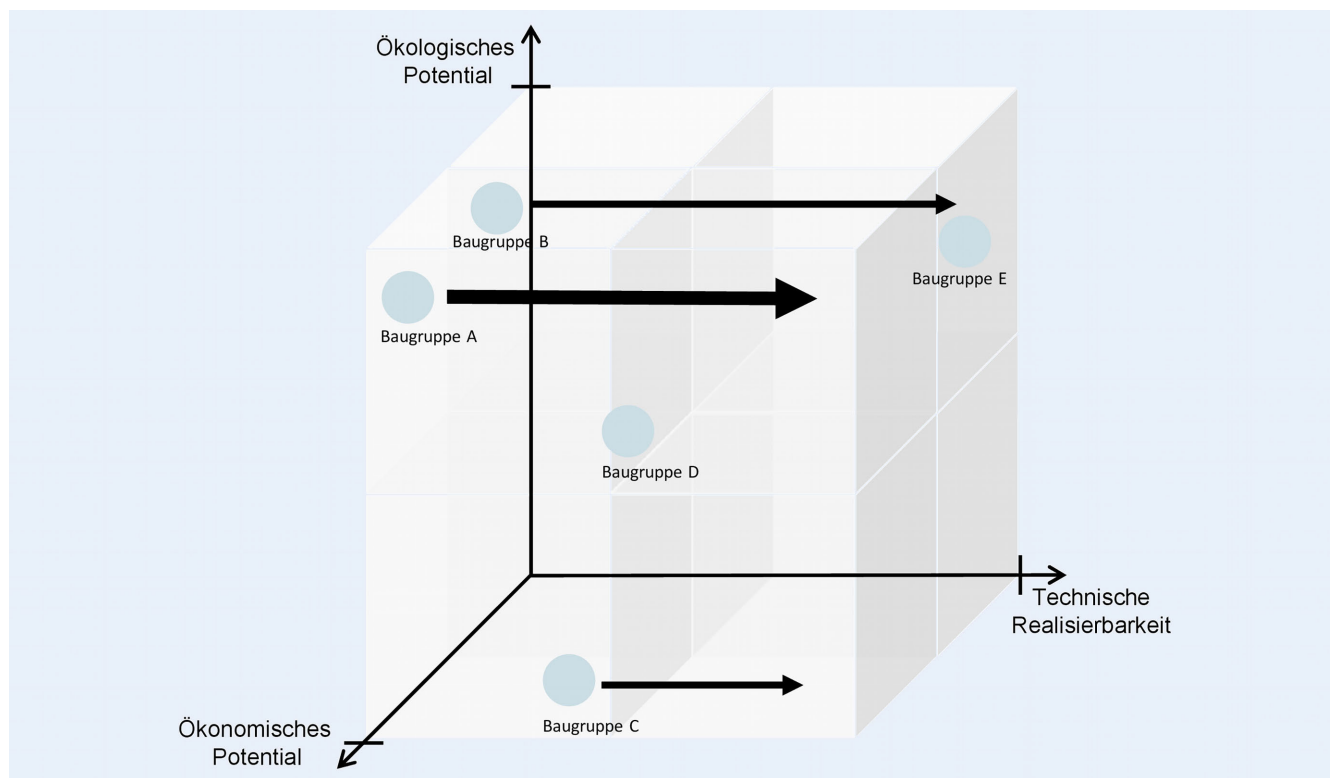 Ökologisches
Potential
Baugruppe B
Baugruppe E
Baugruppe A
Baugruppe D
Technische
Realisierbarkeit
Baugruppe C
Ökonomisches
Potential